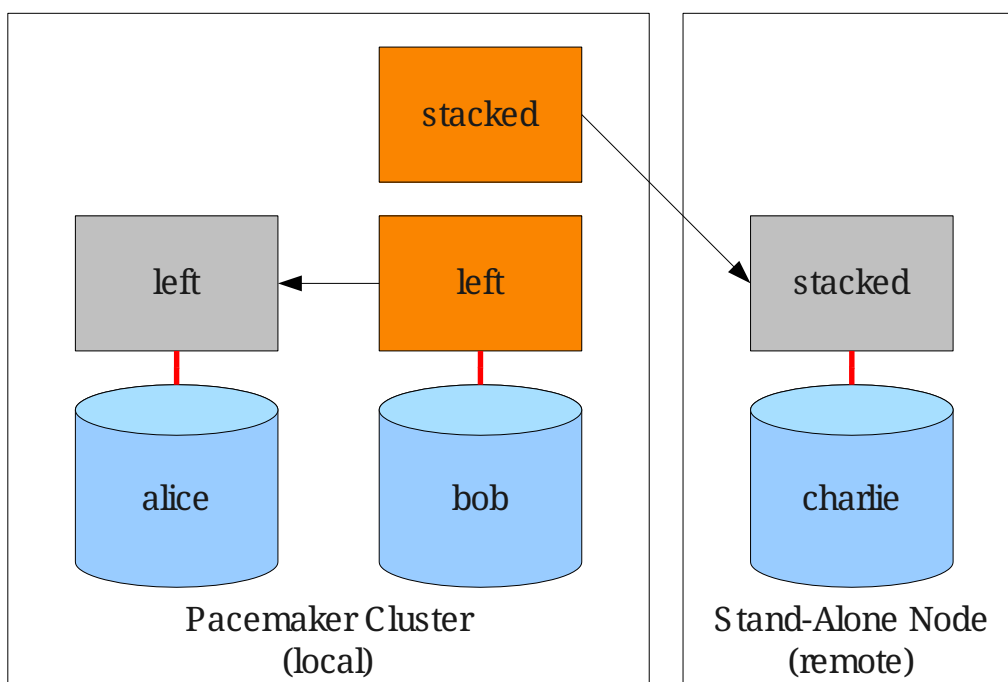 stacked
left
left
stacked
alice
bob
charlie
Pacemaker Cluster
(local)
Stand-Alone Node
(remote)